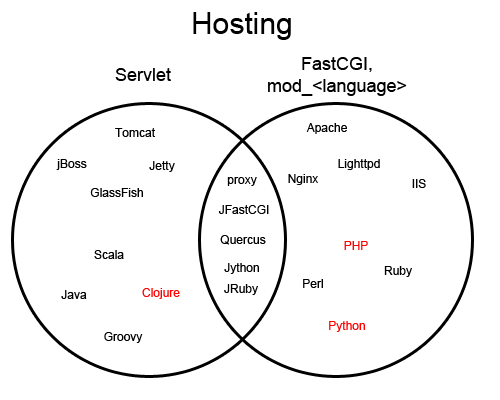 Hosting
Servlet
FastCGI,
mod_<language>
Tomcat
jBoss
Jetty
GlassFish
Scala
Java
Clojure
Groovy
proxy
JFastCGI
Quercus
Jython
JRuby
Apache
Lighttpd
Nginx
IIS
PHP
Ruby
Perl
Python